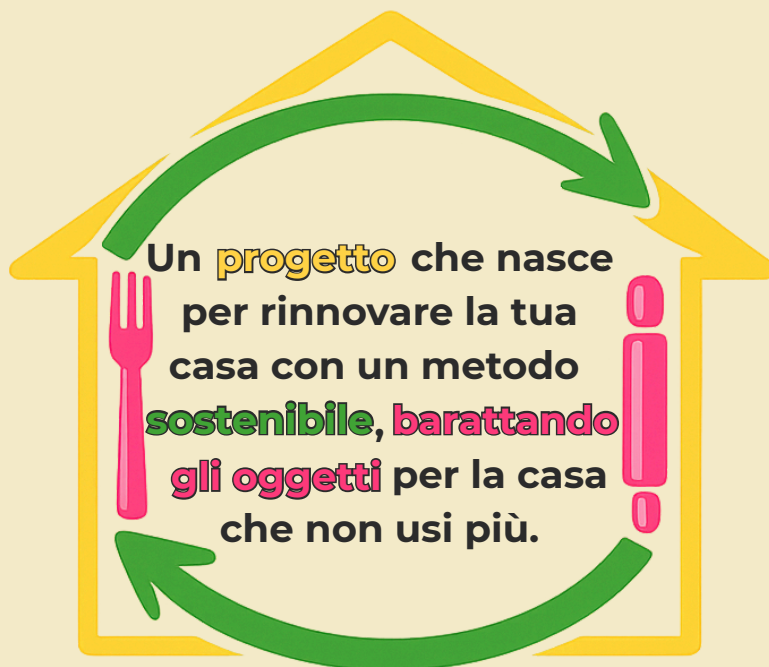 Un progetto che nasce
per rinnovare la tua
casa con un metodo
sostenibile, barattando
gli oggetti per la casa
che non usi più.